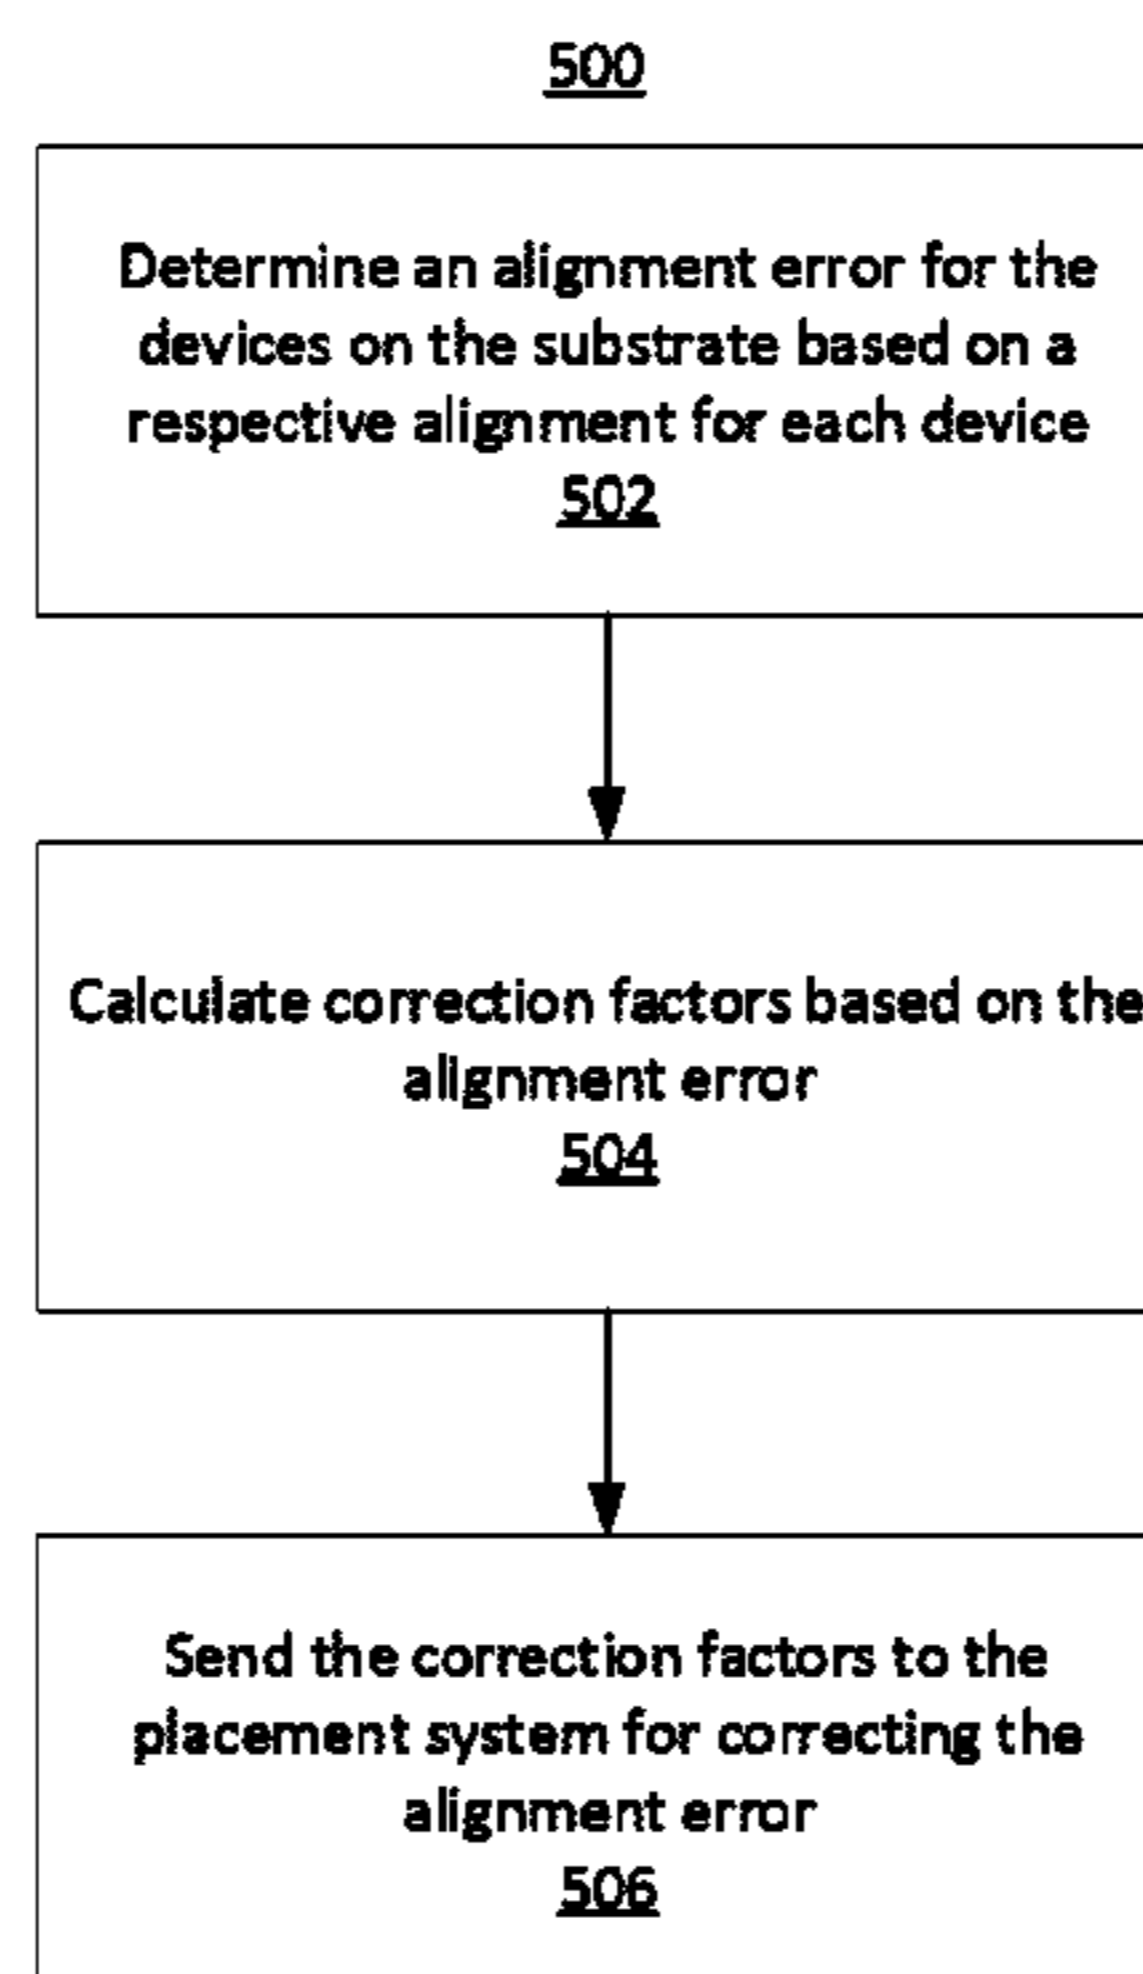 500
Determine an alignment error for the
devices on the substrate based on a
respective alignment for each device
502
Calculate correction factors based on the
alignment error
504
Send the correction factors to the
placement system for correcting the
alignment error
506